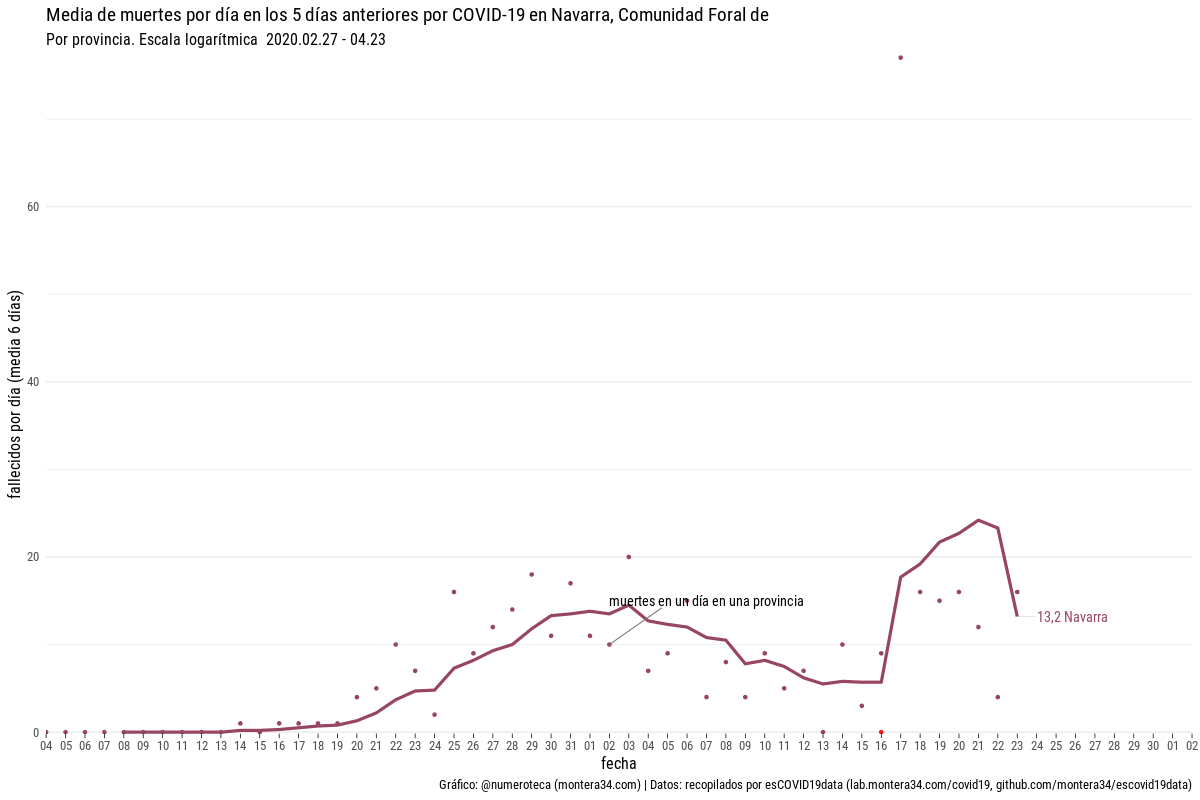 Media de muertes por día en los 5 días anteriores por COVID-19 en Navarra, Comunidad Foral de
Por provincia. Escala logarítmica  2020.02.27 - 04.23
fallecidos por día (media 6 días)
60
40
20
0
muertes en un día en una provincia
13,2 Navarra
04 05 06 07 08 09 10 11 12 13 14 15 16 17 18 19 20 21 22 23 24 25 26 27 28 29 30 31 01 02 03 04 05 06 07 08 09 10 11 12 13 14 15 16 17 18 19 20 21 22 23 24 25 26 27 28 29 30 01 02
fecha
Gráfico: @numeroteca (montera34.com) | Datos: recopilados por esCOVID19data (lab.montera34.com/covid19, github.com/montera34/escovid19data)